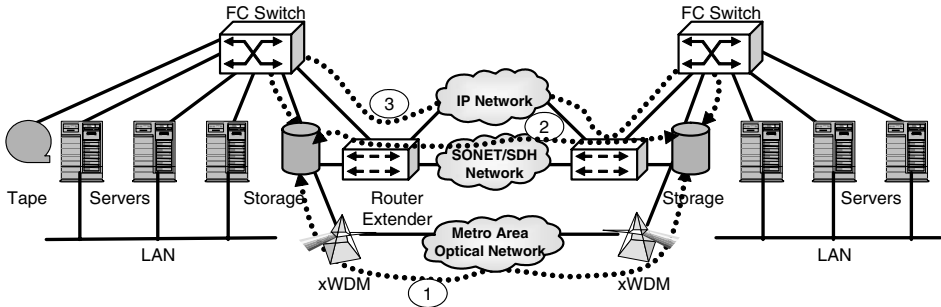 FC Switch
FC Switch
3
IP Network
2
SONET/SDH
Network
Tape
Servers
Storage
Router
Extender
Storage
Servers
Metro Area
Optical Network
LAN
LAN
xWDM
1
xWDM